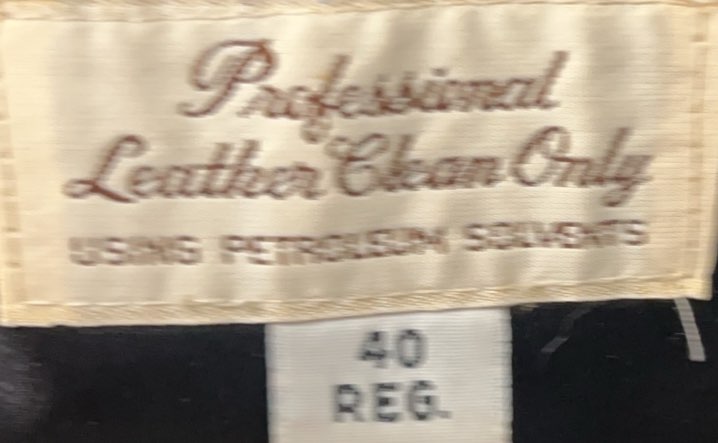 Professional
Leather Clean Only
USING PETROLEUM SOLVENTS
40
REG.